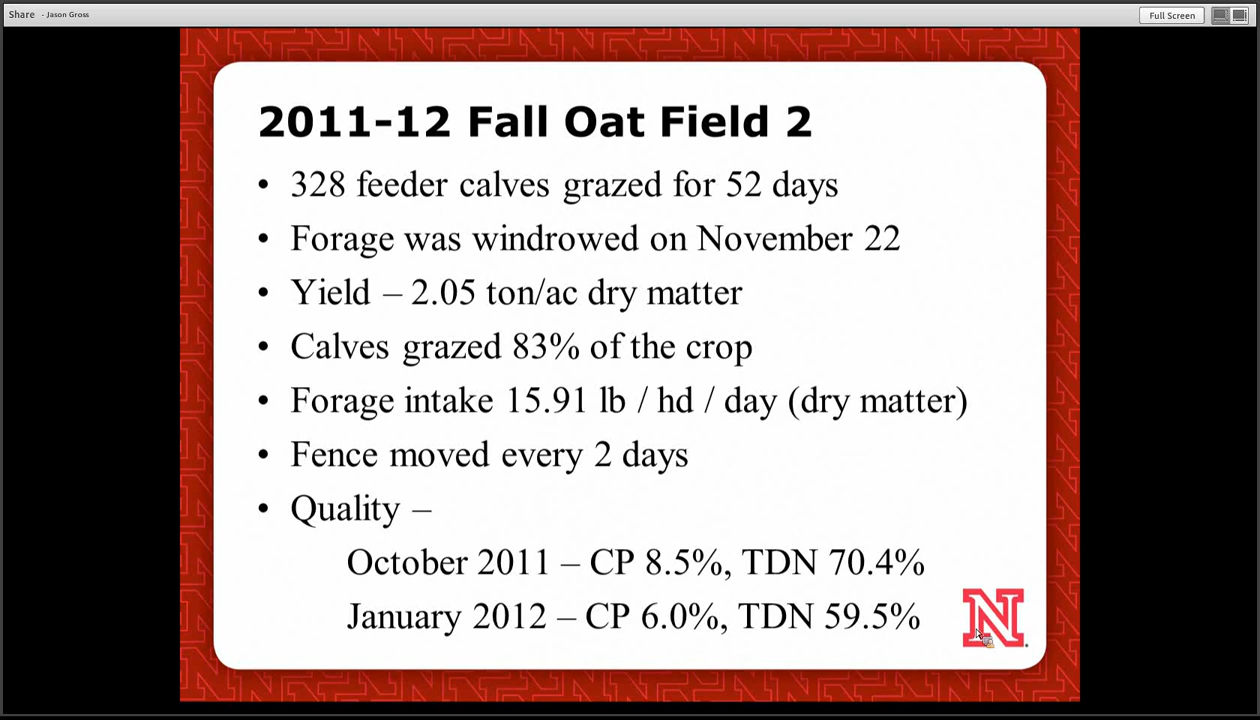 Share - Jason Gross
Full Screen
2011-12 Fall Oat Field 2
• 328 feeder calves grazed for 52 days
• Forage was windrowed on November 22
• Yield – 2.05 ton/ac dry matter
• Calves grazed 83% of the crop
• Forage intake 15.91 lb / hd / day (dry matter)
• Fence moved every 2 days
• Quality –
October 2011 – CP 8.5%, TDN 70.4%
January 2012 – CP 6.0%, TDN 59.5%
N